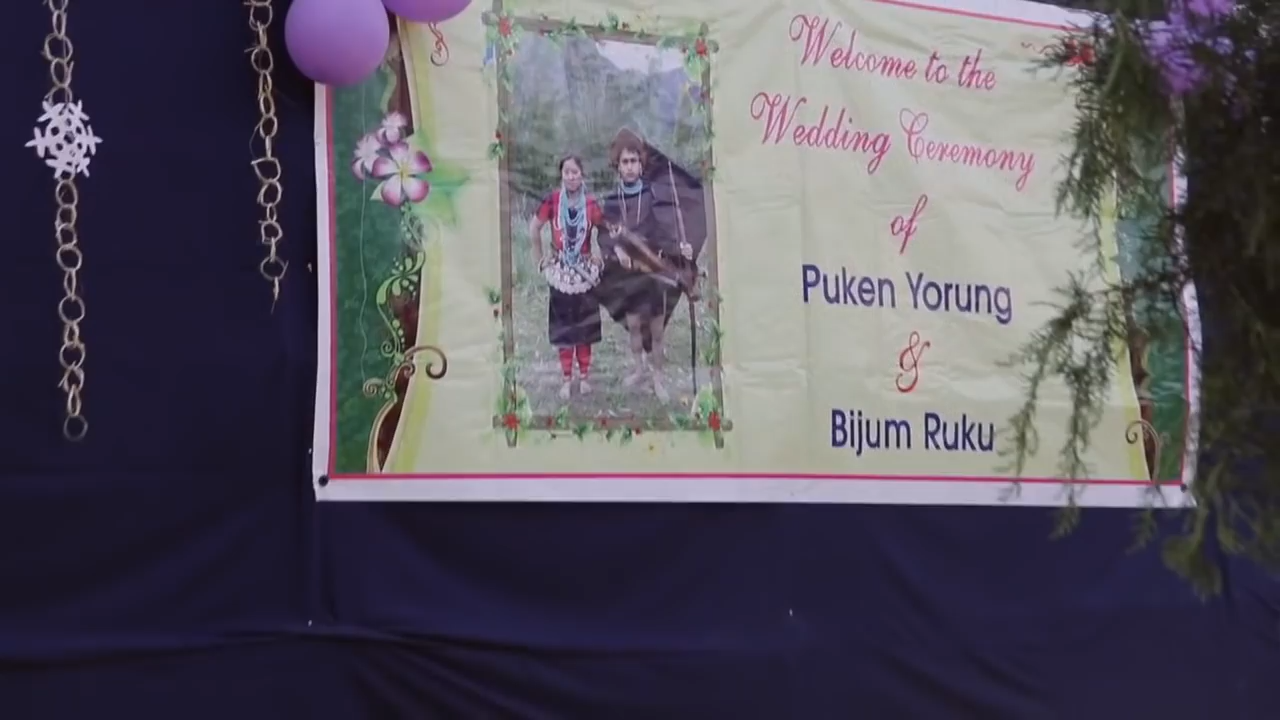 Welcome to the
Wedding Ceremony
of
Puken Yorung
&
Bijum Ruku